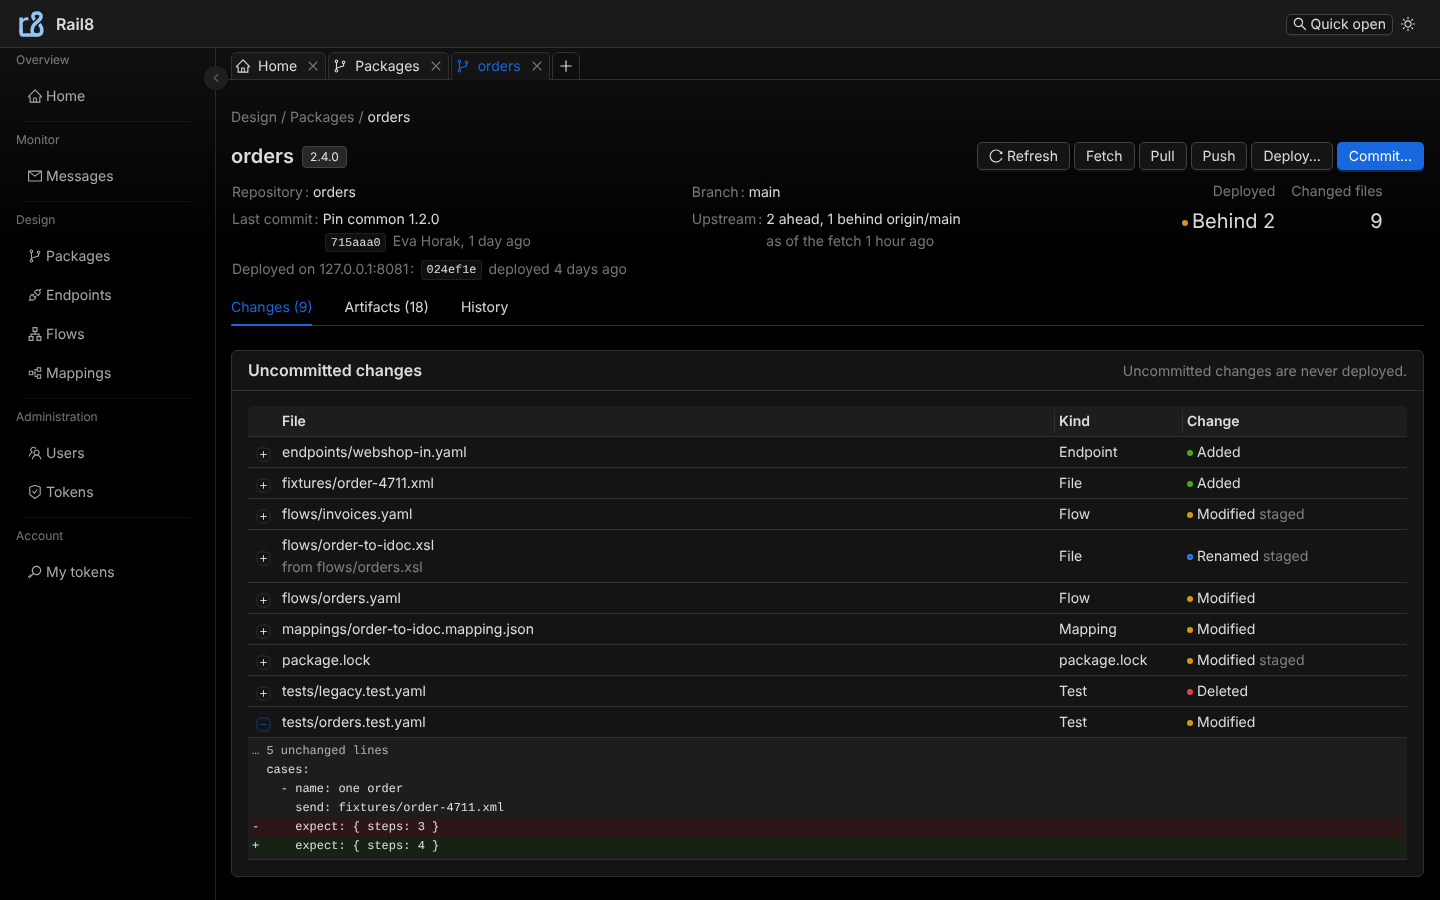 r8 Rail8
Quick open
Overview
Home
Monitor
Messages
Design
Packages
Endpoints
Flows
Mappings
Administration
Users
Tokens
Account
My tokens
Home
Packages
orders
Design / Packages / orders
orders 2.4.0
Refresh
Fetch
Pull
Push
Deploy...
Commit...
Repository: orders
Branch: main
Last commit: Pin common 1.2.0
715aaa0 Eva Horak, 1 day ago
Upstream: 2 ahead, 1 behind origin/main
as of the fetch 1 hour ago
Deployed on 127.0.0.1:8081: 024ef1e deployed 4 days ago
Deployed
Behind 2
Changed files
9
Changes (9)
Artifacts (18)
History
Uncommitted changes
Uncommitted changes are never deployed.
File Kind Change
endpoints/webshop-in.yaml Endpoint Added
fixtures/order-4711.xml File Added
flows/invoices.yaml Flow Modified staged
flows/order-to-idoc.xsl
from flows/orders.xsl File Renamed staged
flows/orders.yaml Flow Modified
mappings/order-to-idoc.mapping.json Mapping Modified
package.lock package.lock Modified staged
tests/legacy.test.yaml Test Deleted
tests/orders.test.yaml Test Modified
… 5 unchanged lines
cases:
- name: one order
send: fixtures/order-4711.xml
- expect: { steps: 3 }
+ expect: { steps: 4 }